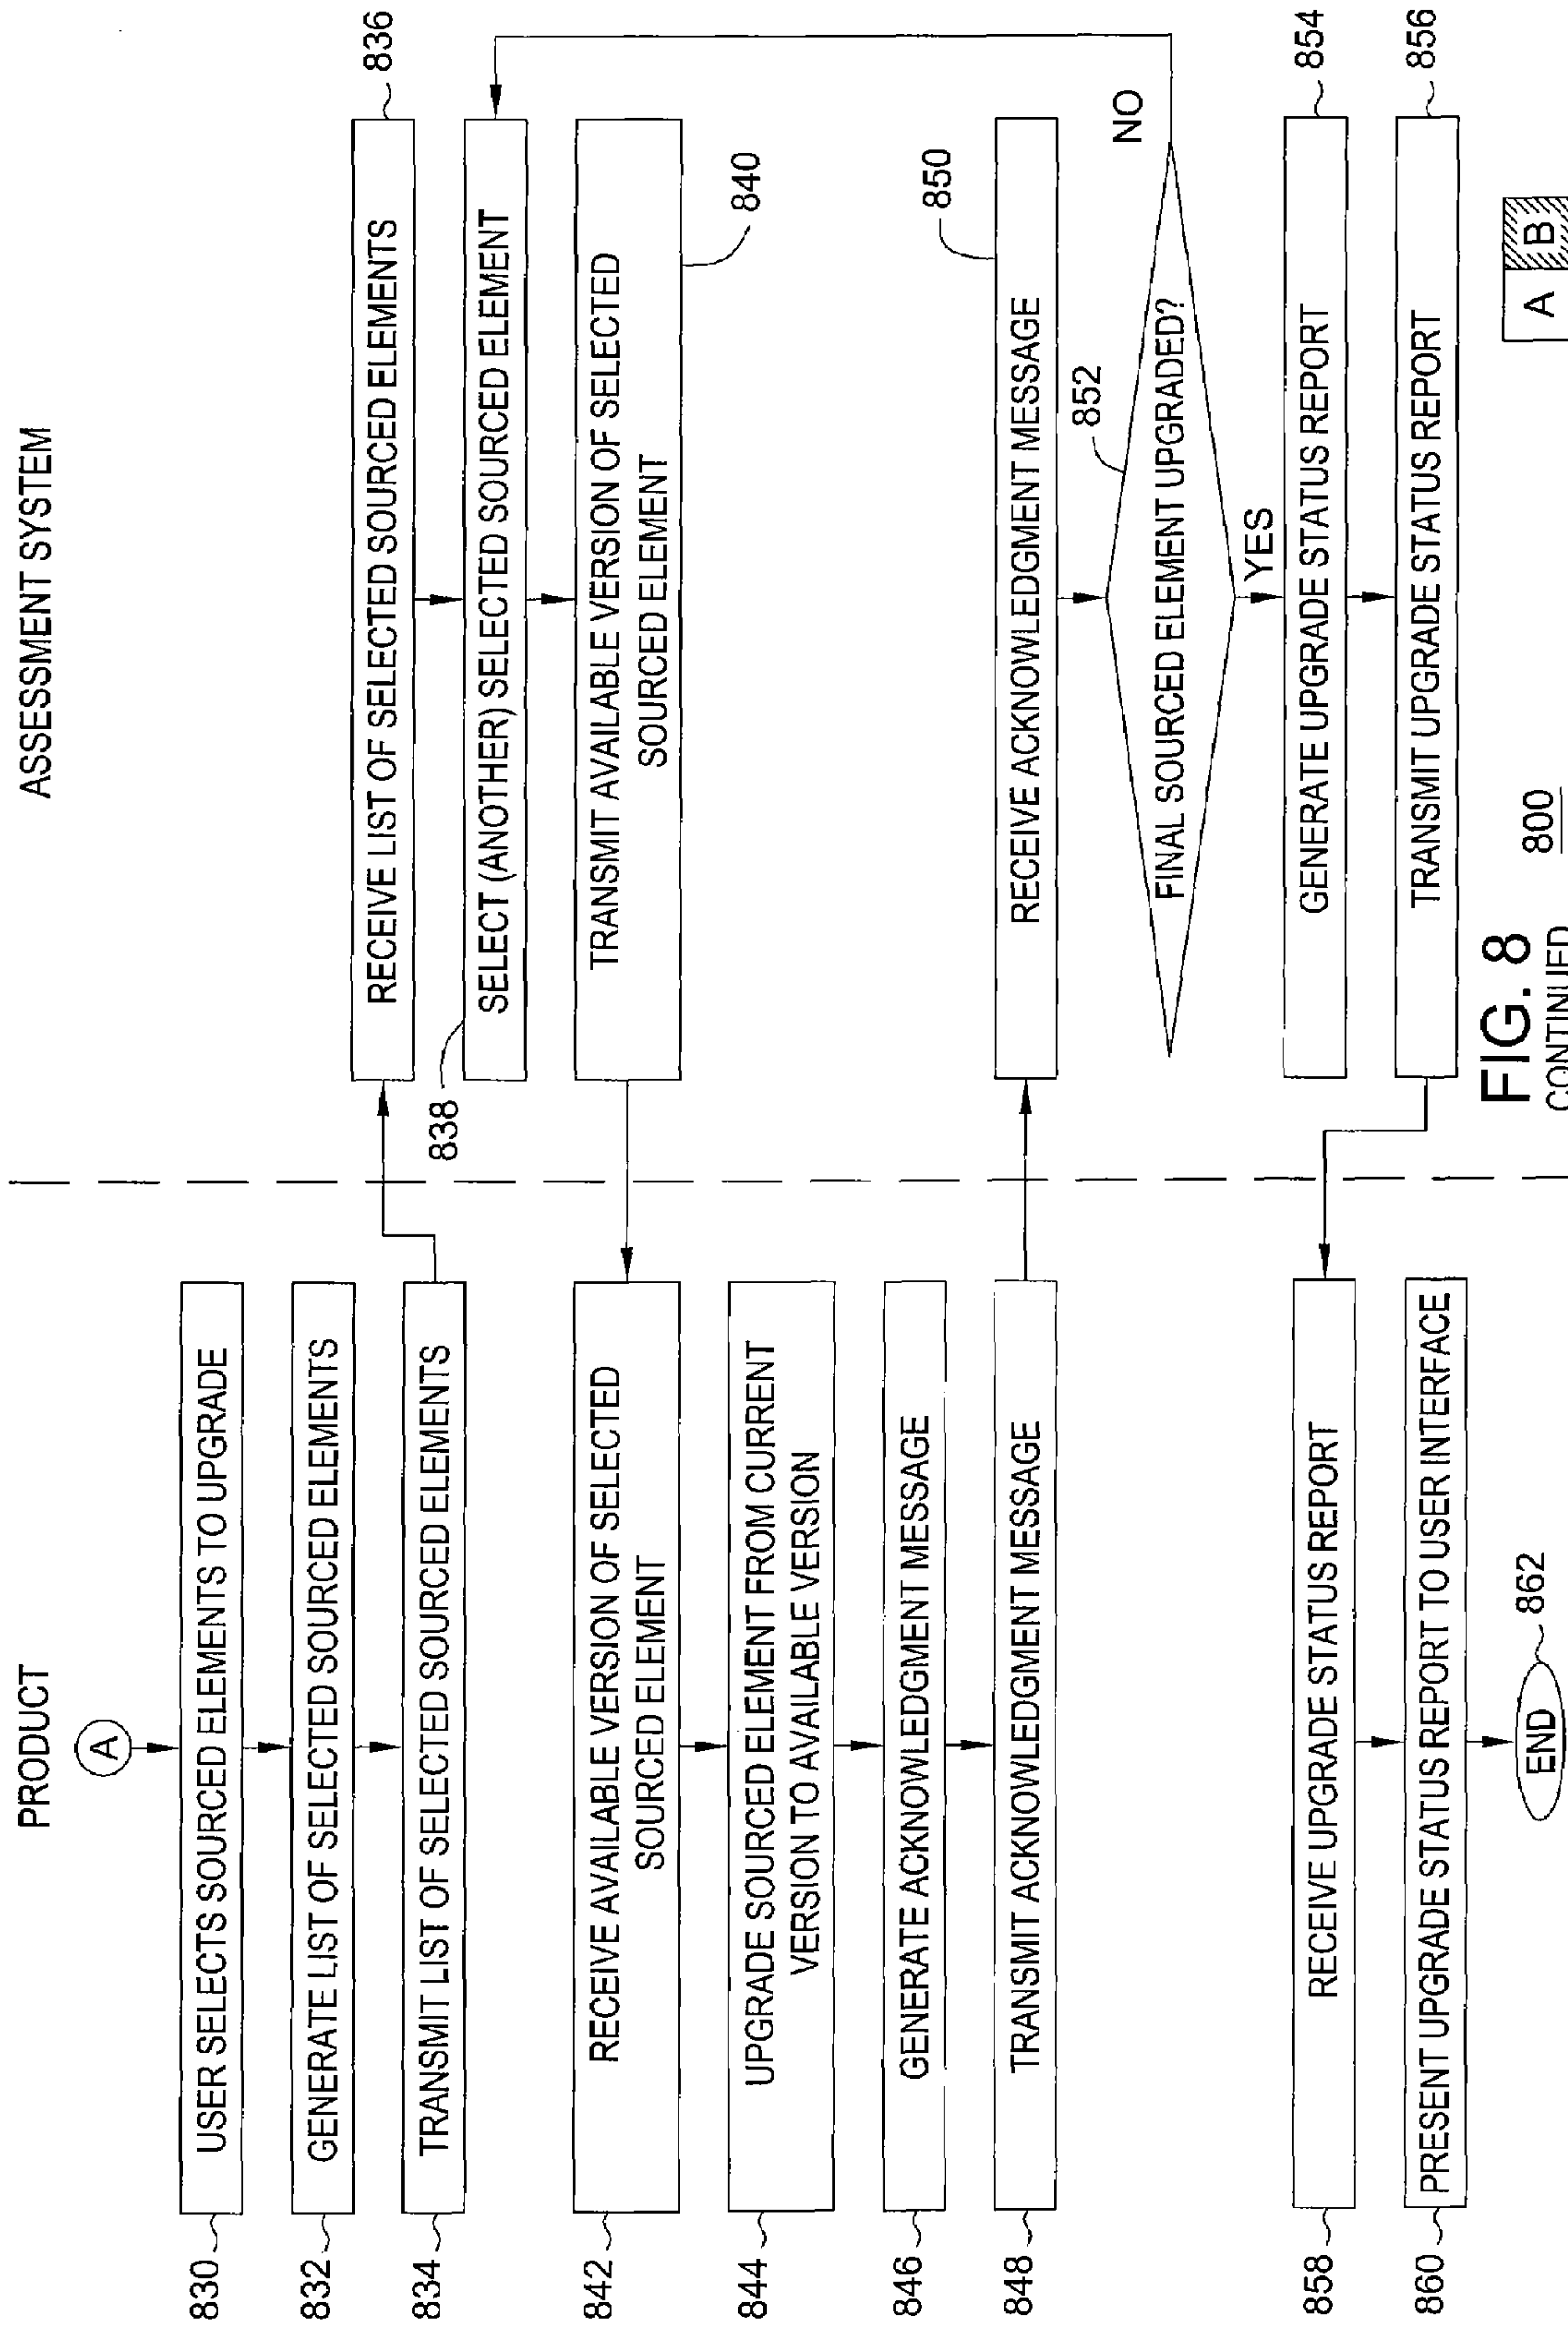 PRODUCT
ASSESSMENT SYSTEM
A
830
USER SELECTS SOURCED ELEMENTS TO UPGRADE
832
GENERATE LIST OF SELECTED SOURCED ELEMENTS
834
TRANSMIT LIST OF SELECTED SOURCED ELEMENTS
RECEIVE LIST OF SELECTED SOURCED ELEMENTS
836
838
SELECT (ANOTHER) SELECTED SOURCED ELEMENT
TRANSMIT AVAILABLE VERSION OF SELECTED
SOURCED ELEMENT
840
842
RECEIVE AVAILABLE VERSION OF SELECTED
SOURCED ELEMENT
844
UPGRADE SOURCED ELEMENT FROM CURRENT
VERSION TO AVAILABLE VERSION
846
GENERATE ACKNOWLEDGMENT MESSAGE
848
TRANSMIT ACKNOWLEDGMENT MESSAGE
850
RECEIVE ACKNOWLEDGMENT MESSAGE
852
FINAL SOURCED ELEMENT UPGRADED?
NO
YES
GENERATE UPGRADE STATUS REPORT
854
TRANSMIT UPGRADE STATUS REPORT
856
858
RECEIVE UPGRADE STATUS REPORT
860
PRESENT UPGRADE STATUS REPORT TO USER INTERFACE
END
862
FIG. 8
CONTINUED
800
A
B